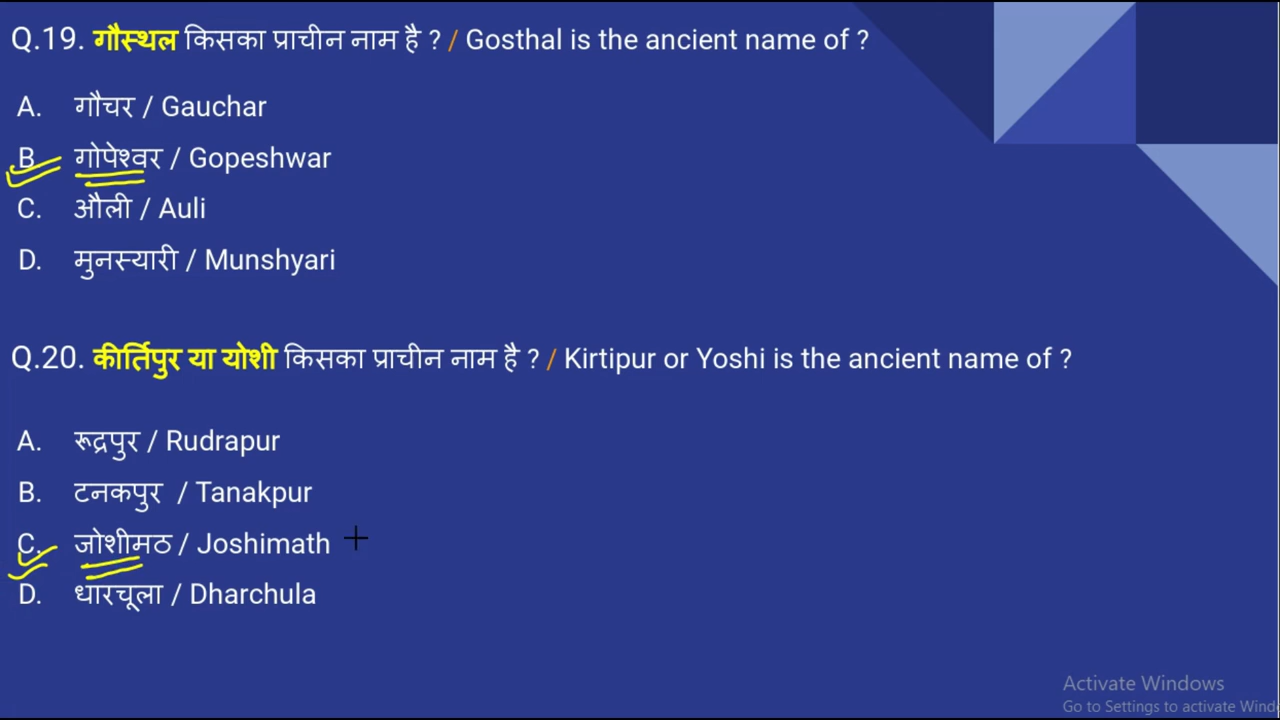 Q.19. गौस्थल किसका प्राचीन नाम है ? / Gosthal is the ancient name of ?
A. गौचर / Gauchar
B. गोपेश्वर / Gopeshwar
C. औली / Auli
D. मुनस्यारी / Munshyari
Q.20. कीर्तिपुर या योशी किसका प्राचीन नाम है ? / Kirtipur or Yoshi is the ancient name of ?
A. रूद्रपुर / Rudrapur
B. टनकपुर / Tanakpur
C. जोशीमठ / Joshimath
D. धारचूला / Dharchula
Activate Windows
Go to Settings to activate Wind